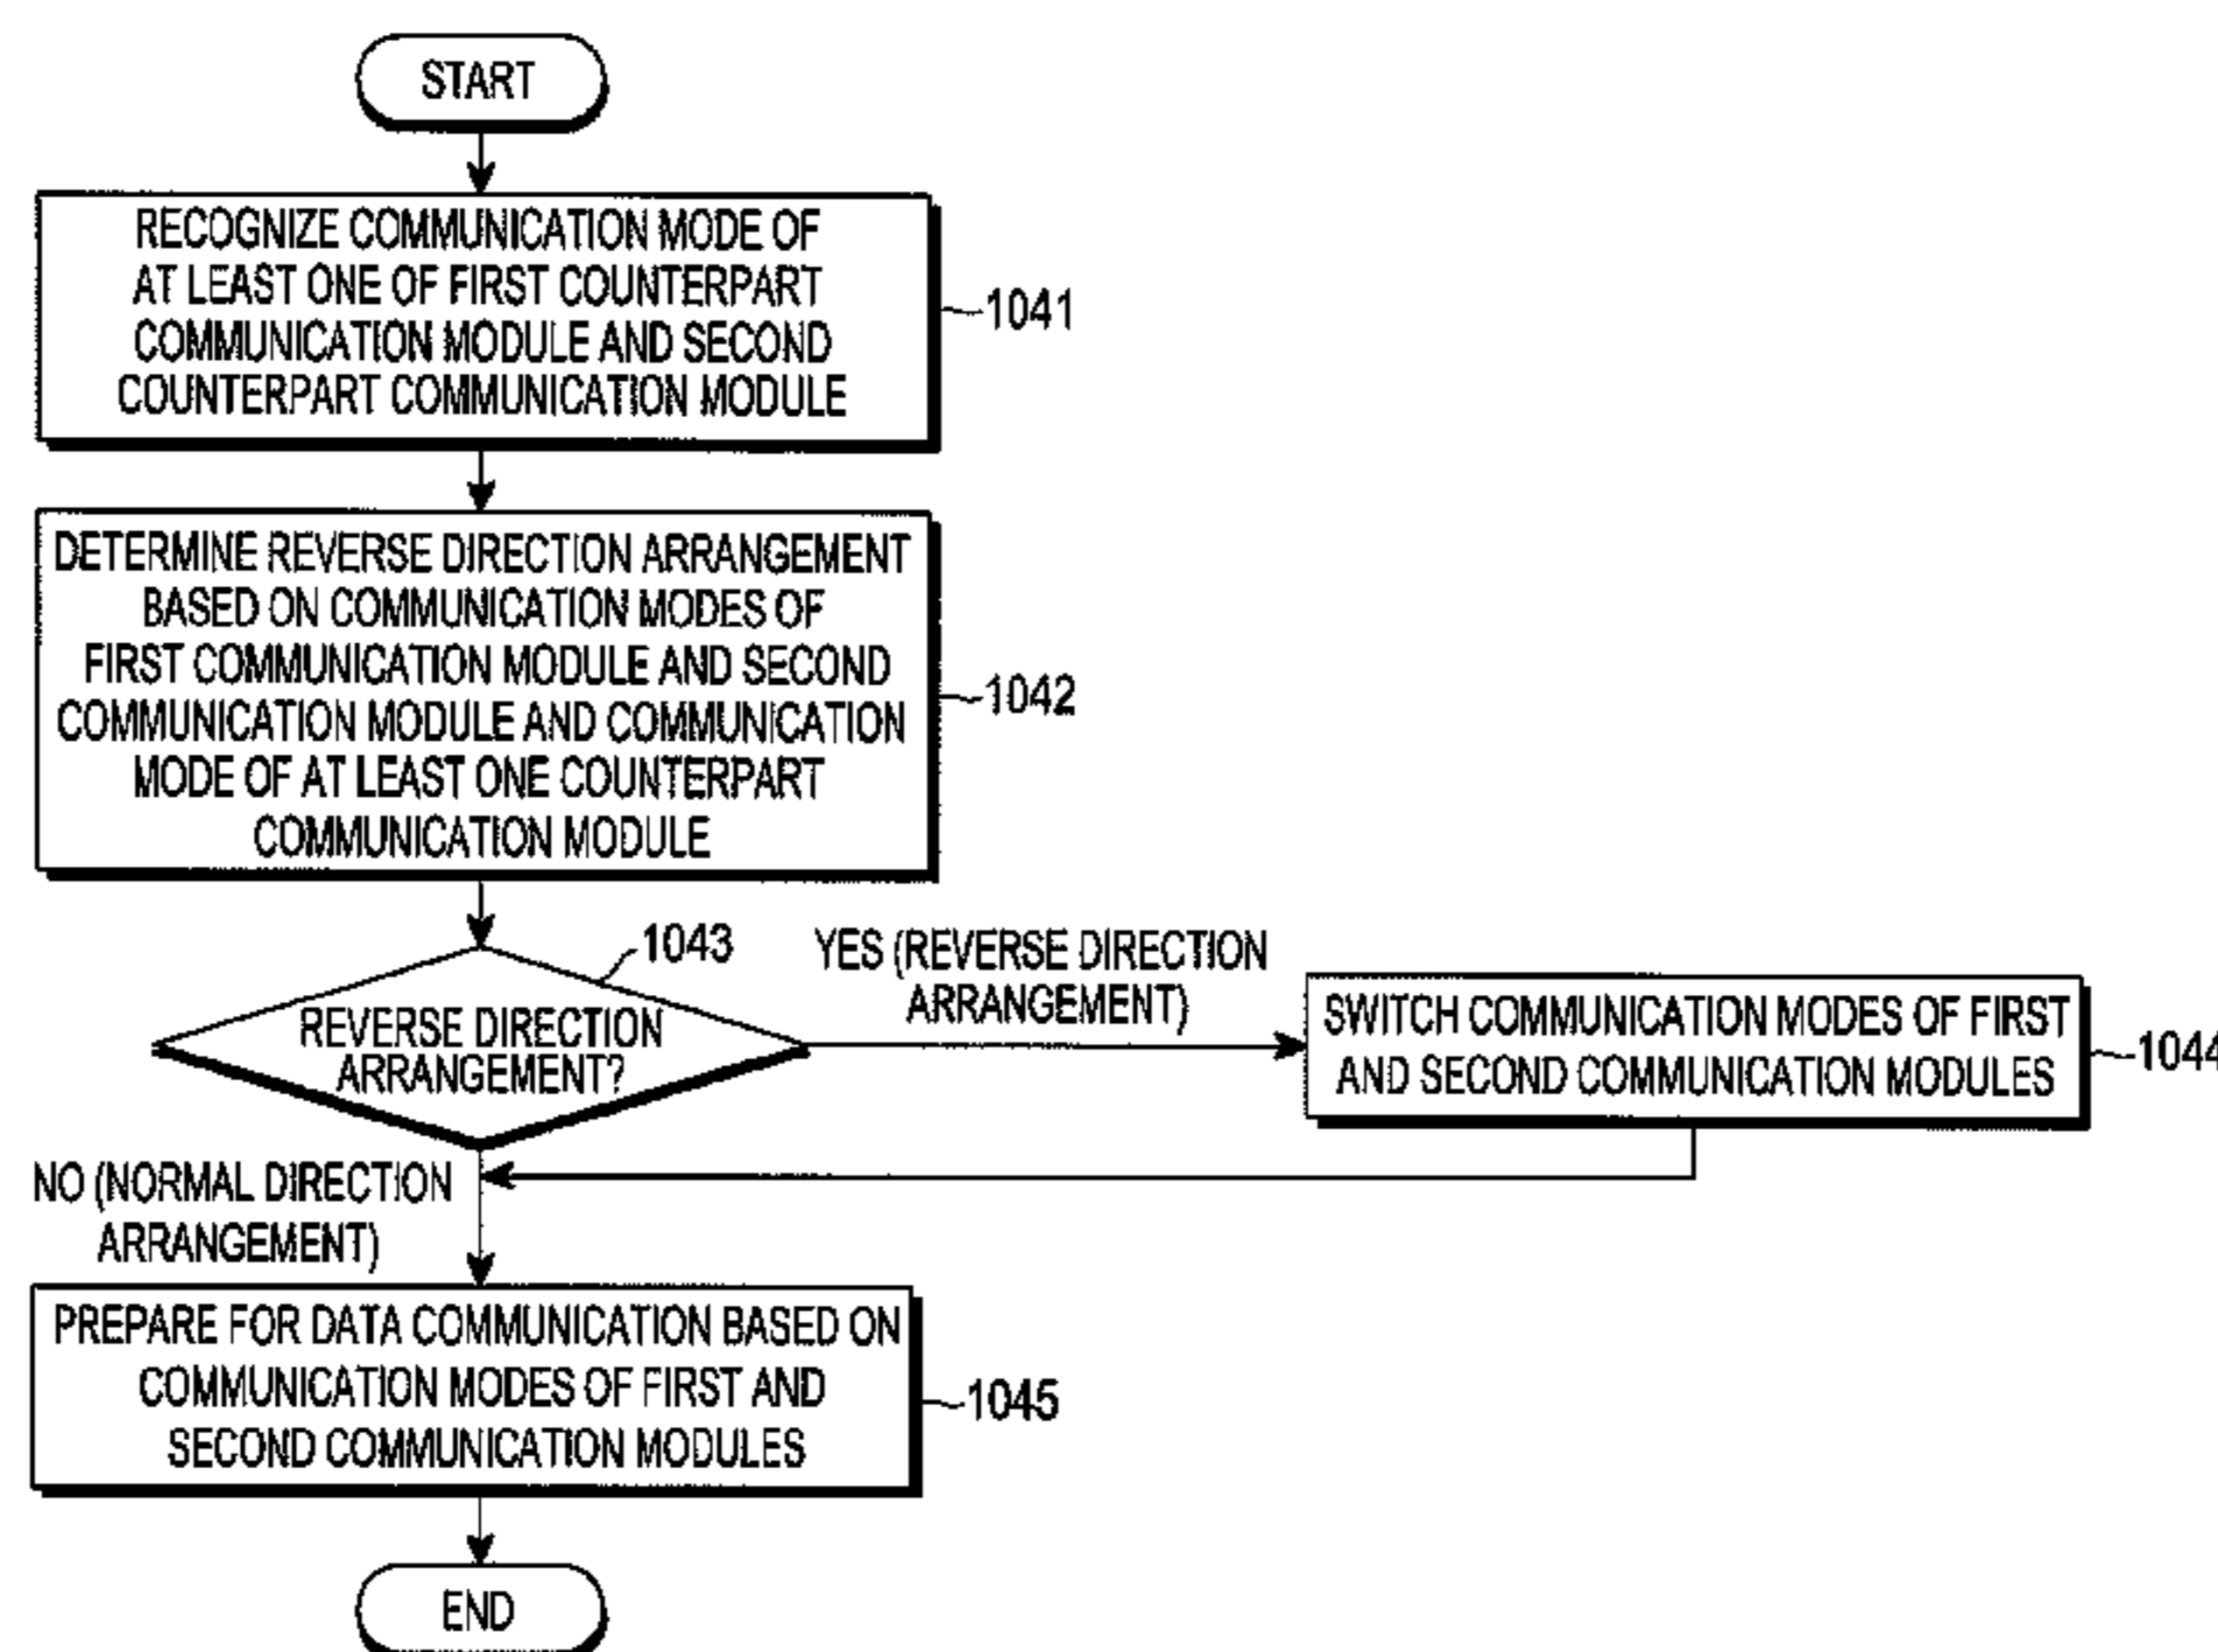 START
RECOGNIZE COMMUNICATION MODE OF
AT LEAST ONE OF FIRST COUNTERPART
COMMUNICATION MODULE AND SECOND
COUNTERPART COMMUNICATION MODULE
1041
DETERMINE REVERSE DIRECTION ARRANGEMENT
BASED ON COMMUNICATION MODES OF
FIRST COMMUNICATION MODULE AND SECOND
COMMUNICATION MODULE AND COMMUNICATION
MODE OF AT LEAST ONE COUNTERPART
COMMUNICATION MODULE
1042
1043
REVERSE DIRECTION
ARRANGEMENT?
YES (REVERSE DIRECTION
ARRANGEMENT)
SWITCH COMMUNICATION MODES OF FIRST
AND SECOND COMMUNICATION MODULES
1044
NO (NORMAL DIRECTION
ARRANGEMENT)
PREPARE FOR DATA COMMUNICATION BASED ON
COMMUNICATION MODES OF FIRST AND
SECOND COMMUNICATION MODULES
1045
END